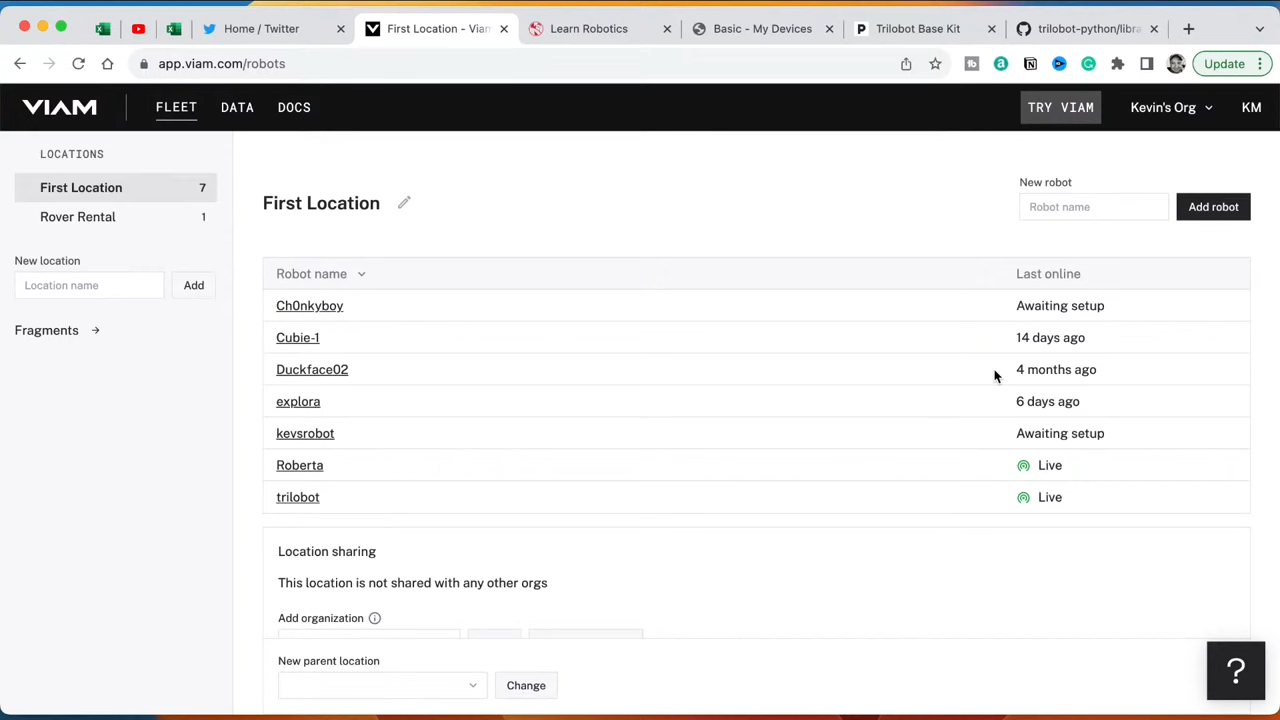 Home / Twitter
First Location - Viam
Learn Robotics
Basic - My Devices
Trilobot Base Kit
trilobot-python/libra
app.viam.com/robots
Update
VIAM
FLEET
DATA
DOCS
TRY VIAM
Kevin's Org
KM
LOCATIONS
First Location 7
Rover Rental 1
New location
Location name
Add
Fragments →
First Location
New robot
Robot name
Add robot
Robot name Last online
Ch0nkyboy Awaiting setup
Cubie-1 14 days ago
Duckface02 4 months ago
explora 6 days ago
kevsrobot Awaiting setup
Roberta Live
trilobot Live
Location sharing
This location is not shared with any other orgs
Add organization
New parent location
Change
?